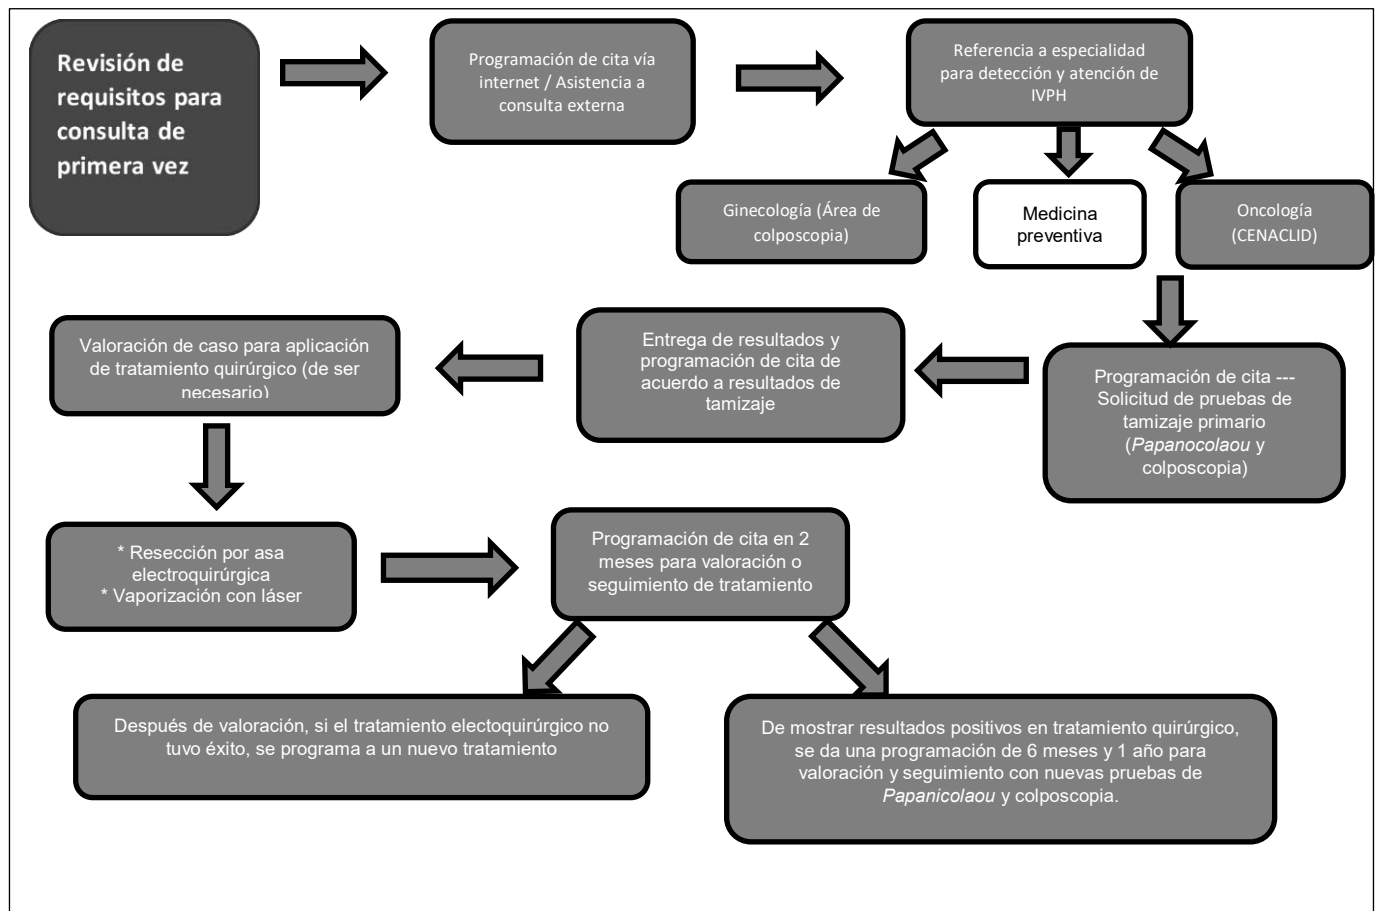 Revisión de
requisitos para
consulta de
primera vez
Programación de cita vía
internet / Asistencia a
consulta externa
Referencia a especialidad
para detección y atención de
IVPH
Ginecología (Área de
colposcopia)
Medicina
preventiva
Oncología
(CENACLID)
Programación de cita ---
Solicitud de pruebas de
tamizaje primario
(Papanocolaou y
colposcopia)
Entrega de resultados y
programación de cita de
acuerdo a resultados de
tamizaje
Valoración de caso para aplicación
de tratamiento quirúrgico (de ser
necesario)
* Resección por asa
electroquirúrgica
* Vaporización con láser
Programación de cita en 2
meses para valoración o
seguimiento de tratamiento
Después de valoración, si el tratamiento electoquirúrgico no
tuvo éxito, se programa a un nuevo tratamiento
De mostrar resultados positivos en tratamiento quirúrgico,
se da una programación de 6 meses y 1 año para
valoración y seguimiento con nuevas pruebas de
Papanicolaou y colposcopia.